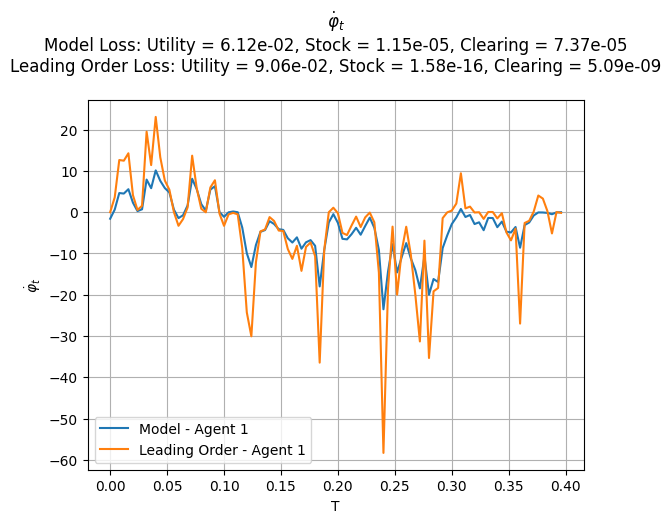 φ̇ₜ
Model Loss: Utility = 6.12e-02, Stock = 1.15e-05, Clearing = 7.37e-05
Leading Order Loss: Utility = 9.06e-02, Stock = 1.58e-16, Clearing = 5.09e-09
20
10
0
−10
−20
−30
−40
−50
−60
φ̇ₜ
Model - Agent 1
Leading Order - Agent 1
0.00 0.05 0.10 0.15 0.20 0.25 0.30 0.35 0.40
T